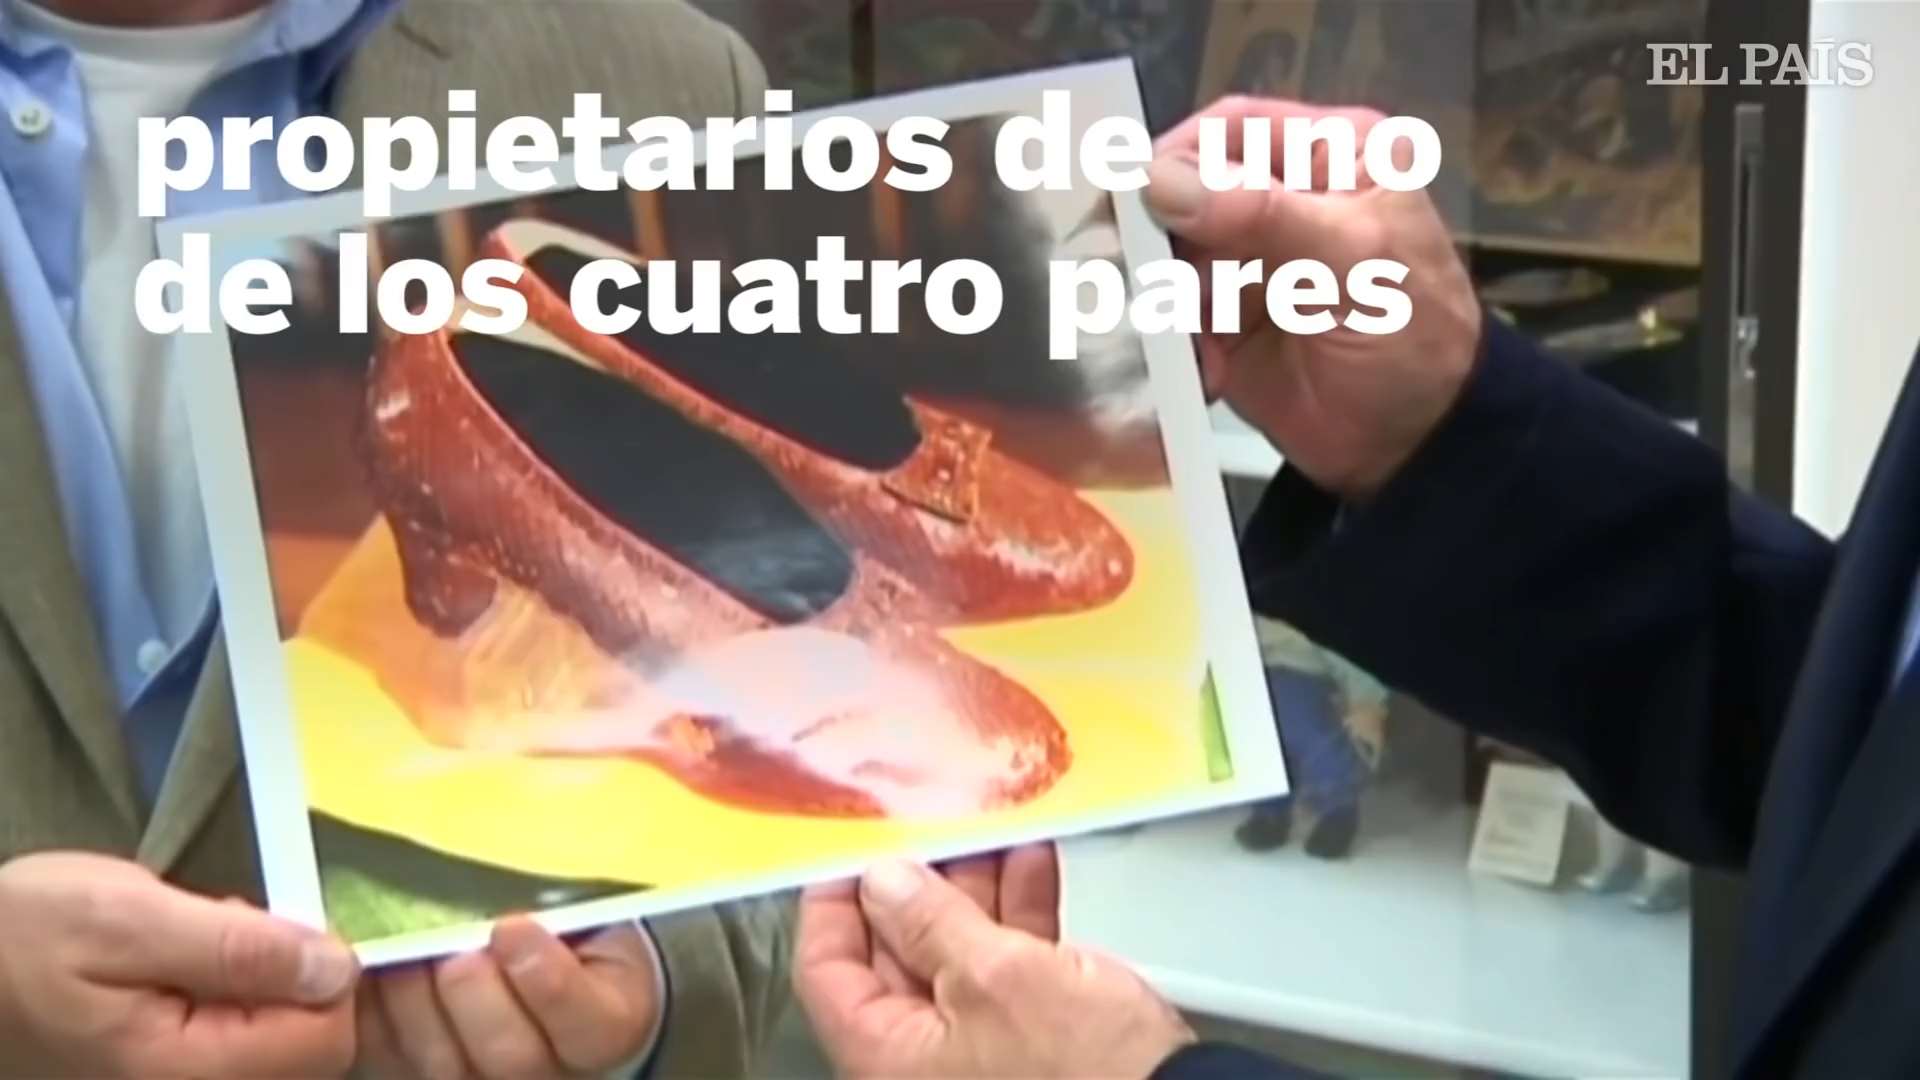 EL PAÍS
propietarios de uno
de los cuatro pares